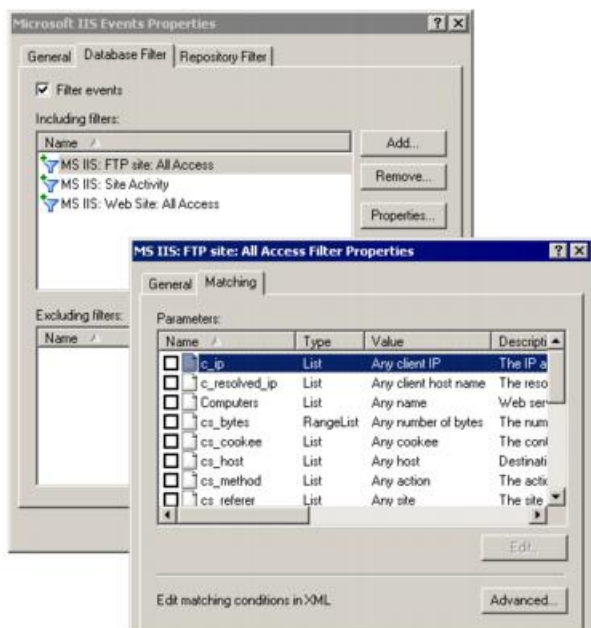 Microsoft IIS Events Properties
General Database Filter Repository Filter
Filter events
Including filters:
Name
MS IIS: FTP site: All Access
MS IIS: Site Activity
MS IIS: Web Site: All Access
Add...
Remove...
Properties...
Excluding filters:
Name
MS IIS: FTP site: All Access Filter Properties
General Matching
Parameters:
Name Type Value Descripti
c_ip List Any client IP The IP a
c_resolved_ip List Any client host name The reso
Computers List Any name Web ser
cs_bytes RangeList Any number of bytes The num
cs_cookee List Any cookee The con
cs_host List Any host Destinati
cs_method List Any action The actic
cs_referer List Any site The site
Edit...
Edit matching conditions in XML Advanced...